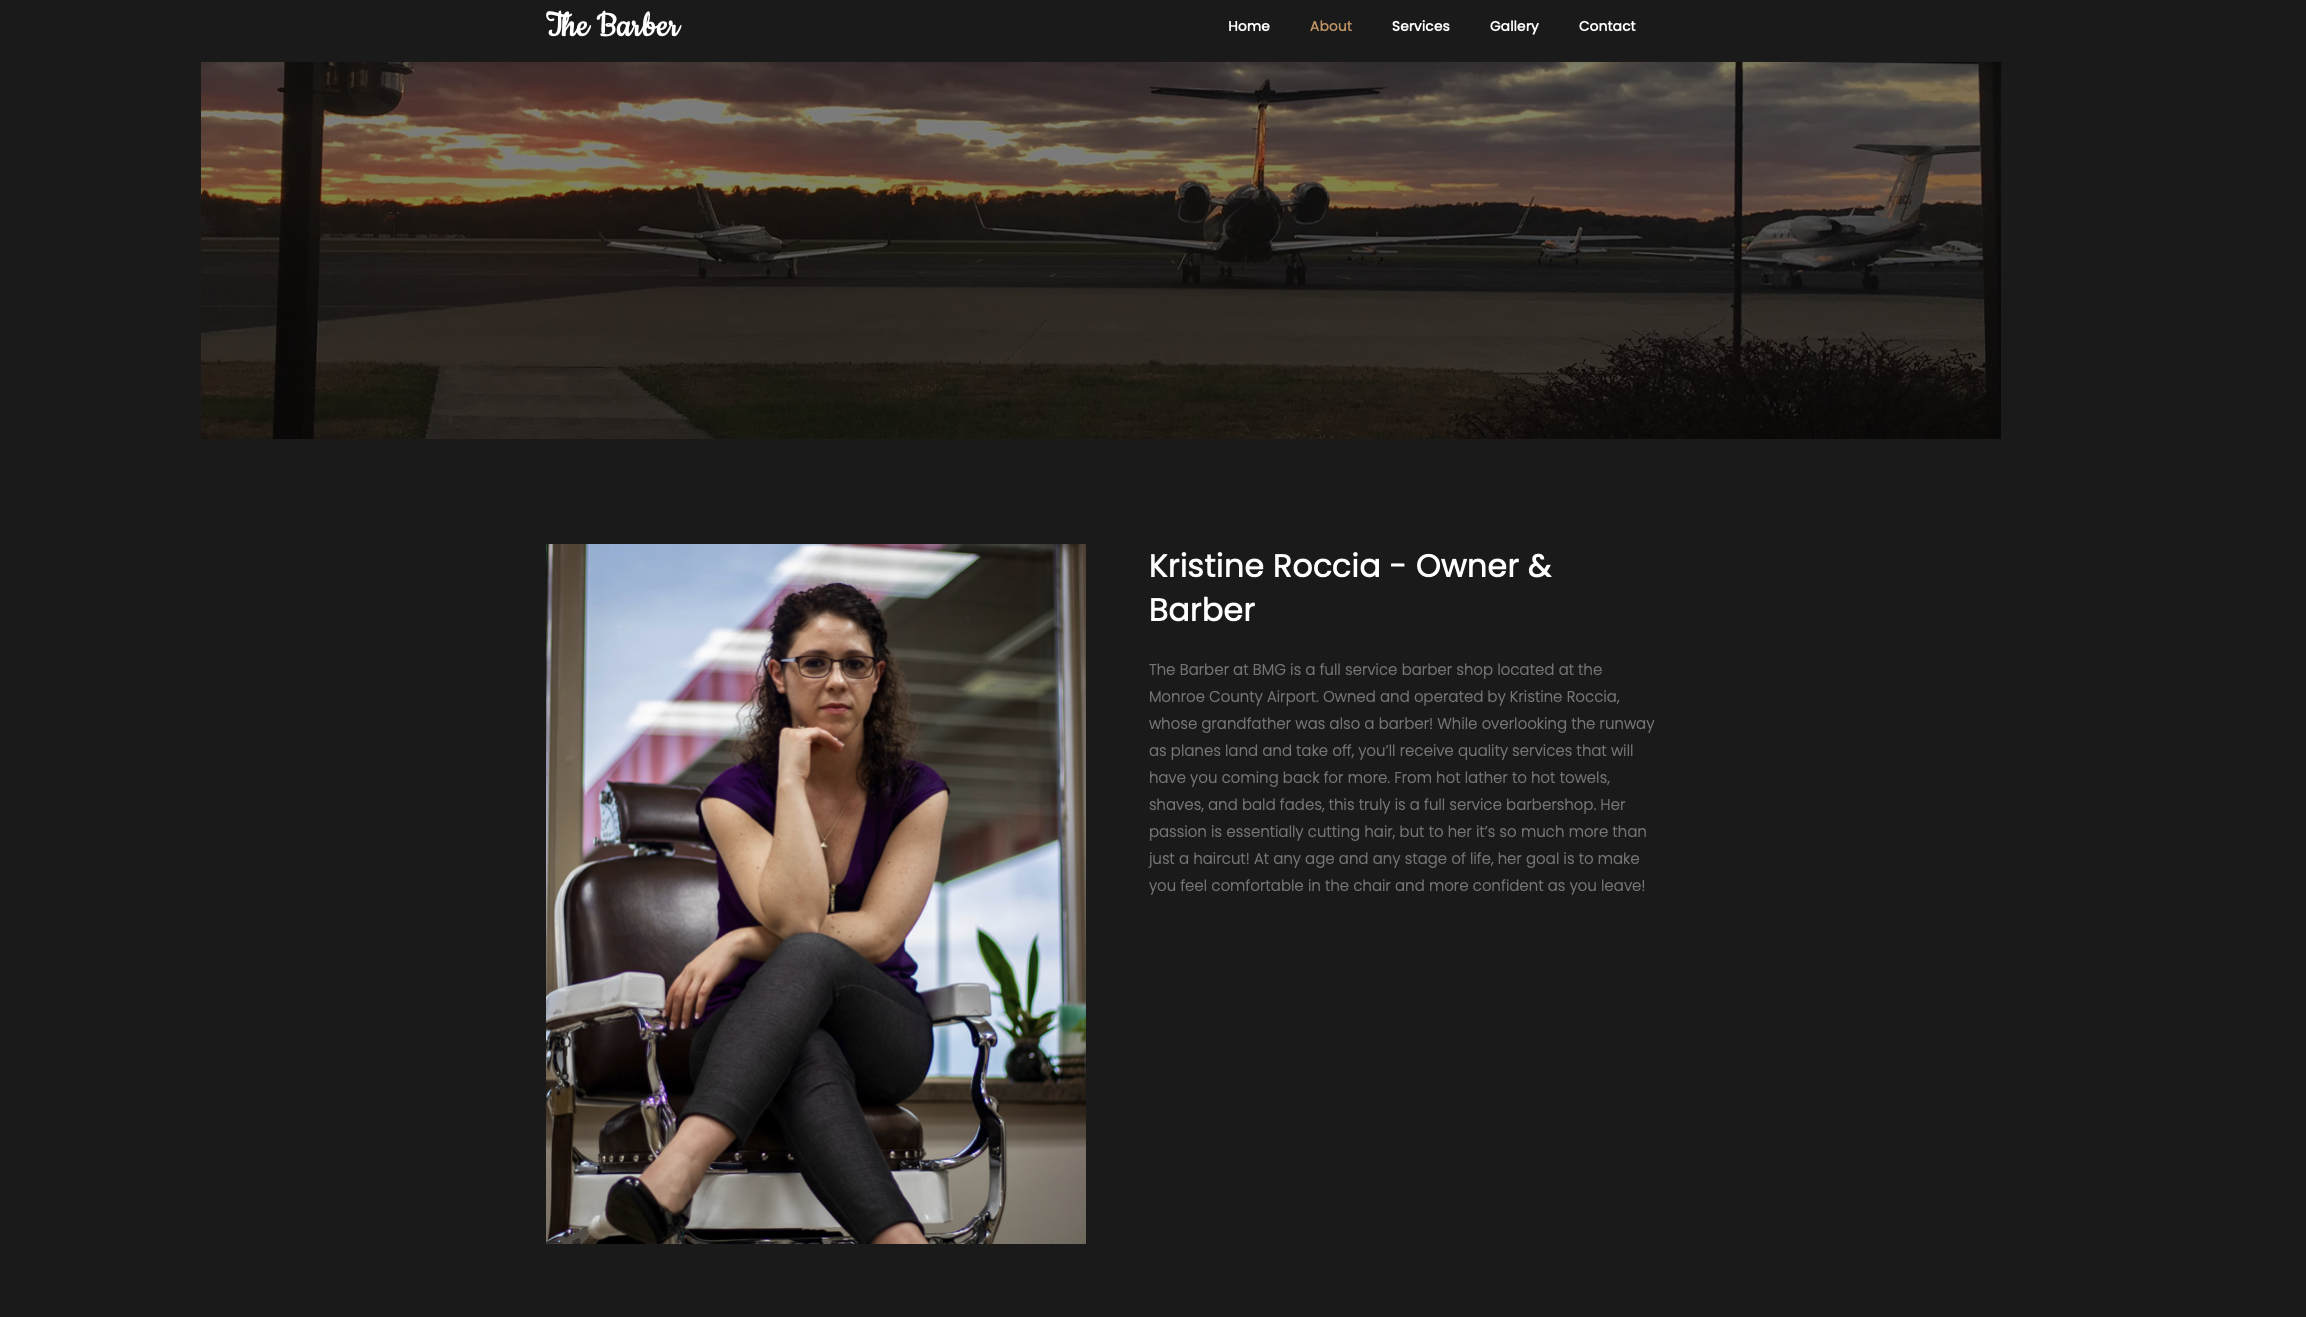 The Barber
Home
About
Services
Gallery
Contact
Kristine Roccia - Owner &
Barber
The Barber at BMG is a full service barber shop located at the
Monroe County Airport. Owned and operated by Kristine Roccia,
whose grandfather was also a barber! While overlooking the runway
as planes land and take off, you’ll receive quality services that will
have you coming back for more. From hot lather to hot towels,
shaves, and bald fades, this truly is a full service barbershop. Her
passion is essentially cutting hair, but to her it’s so much more than
just a haircut! At any age and any stage of life, her goal is to make
you feel comfortable in the chair and more confident as you leave!